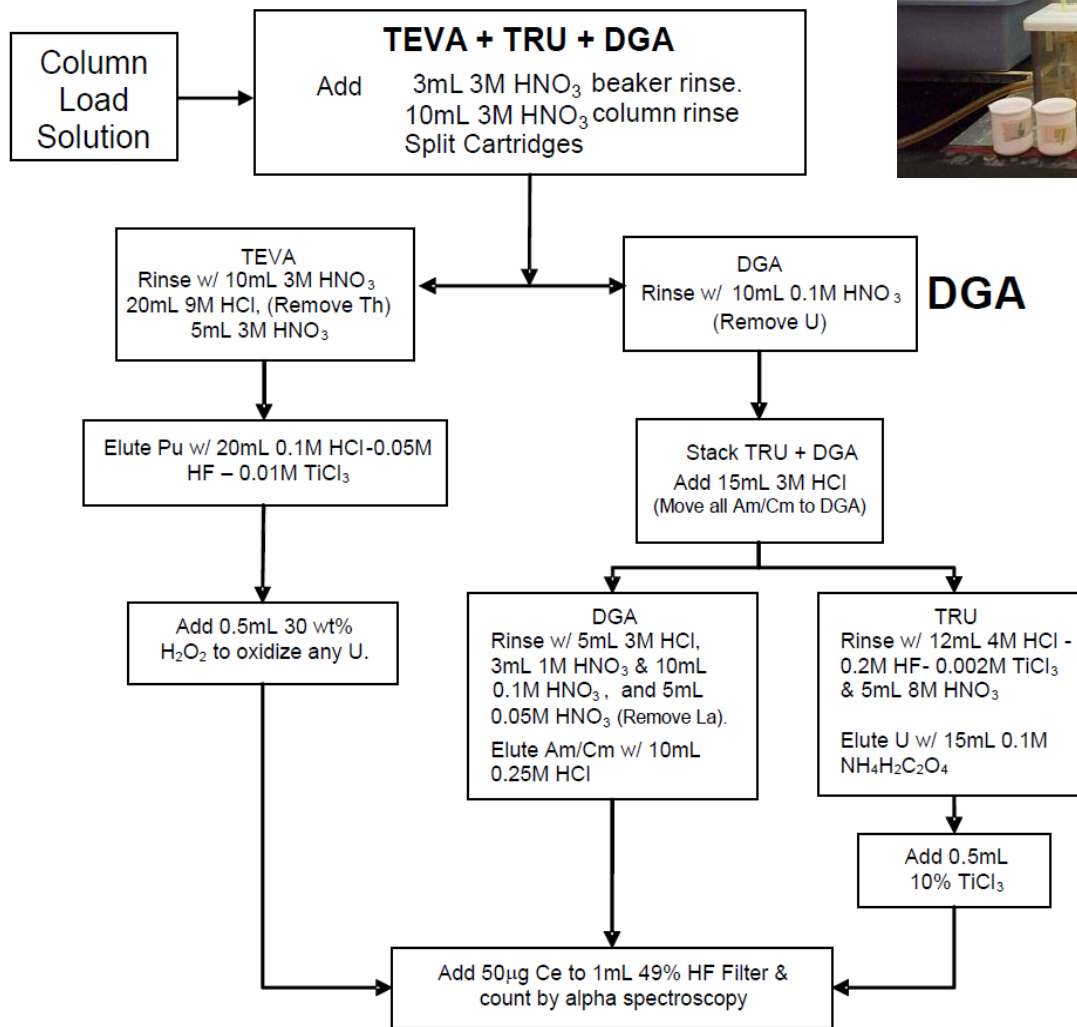 Column
Load
Solution
TEVA + TRU + DGA
Add 3mL 3M HNO₃ beaker rinse.
10mL 3M HNO₃ column rinse
Split Cartridges
TEVA
Rinse w/ 10mL 3M HNO₃
20mL 9M HCl, (Remove Th)
5mL 3M HNO₃
DGA
Rinse w/ 10mL 0.1M HNO₃
(Remove U)
DGA
Elute Pu w/ 20mL 0.1M HCl-0.05M
HF – 0.01M TiCl₃
Stack TRU + DGA
Add 15mL 3M HCl
(Move all Am/Cm to DGA)
Add 0.5mL 30 wt%
H₂O₂ to oxidize any U.
DGA
Rinse w/ 5mL 3M HCl,
3mL 1M HNO₃ & 10mL
0.1M HNO₃ , and 5mL
0.05M HNO₃ (Remove La).
Elute Am/Cm w/ 10mL
0.25M HCl
TRU
Rinse w/ 12mL 4M HCl -
0.2M HF- 0.002M TiCl₃
& 5mL 8M HNO₃
Elute U w/ 15mL 0.1M
NH₄H₂C₂O₄
Add 0.5mL
10% TiCl₃
Add 50µg Ce to 1mL 49% HF Filter &
count by alpha spectroscopy